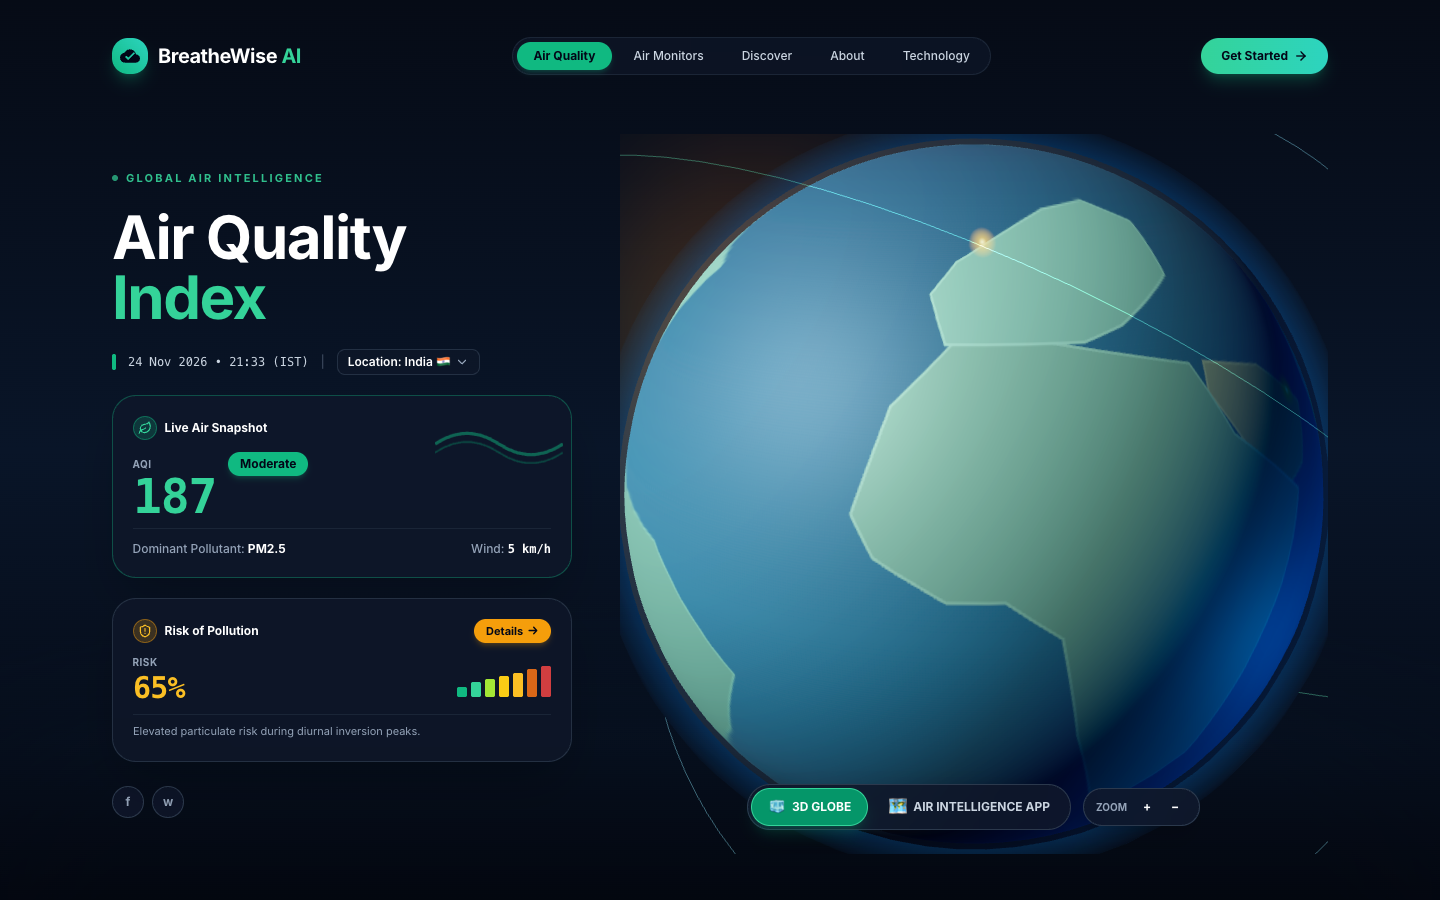 BreatheWise AI
Air Quality
Air Monitors
Discover
About
Technology
Get Started →
GLOBAL AIR INTELLIGENCE
Air Quality
Index
24 Nov 2026 • 21:33 (IST)
Location: India 🇮🇳
Live Air Snapshot
AQI
Moderate
187
Dominant Pollutant: PM2.5
Wind: 5 km/h
Risk of Pollution
Details →
RISK
65%
Elevated particulate risk during diurnal inversion peaks.
f
w
3D GLOBE
AIR INTELLIGENCE APP
ZOOM + −